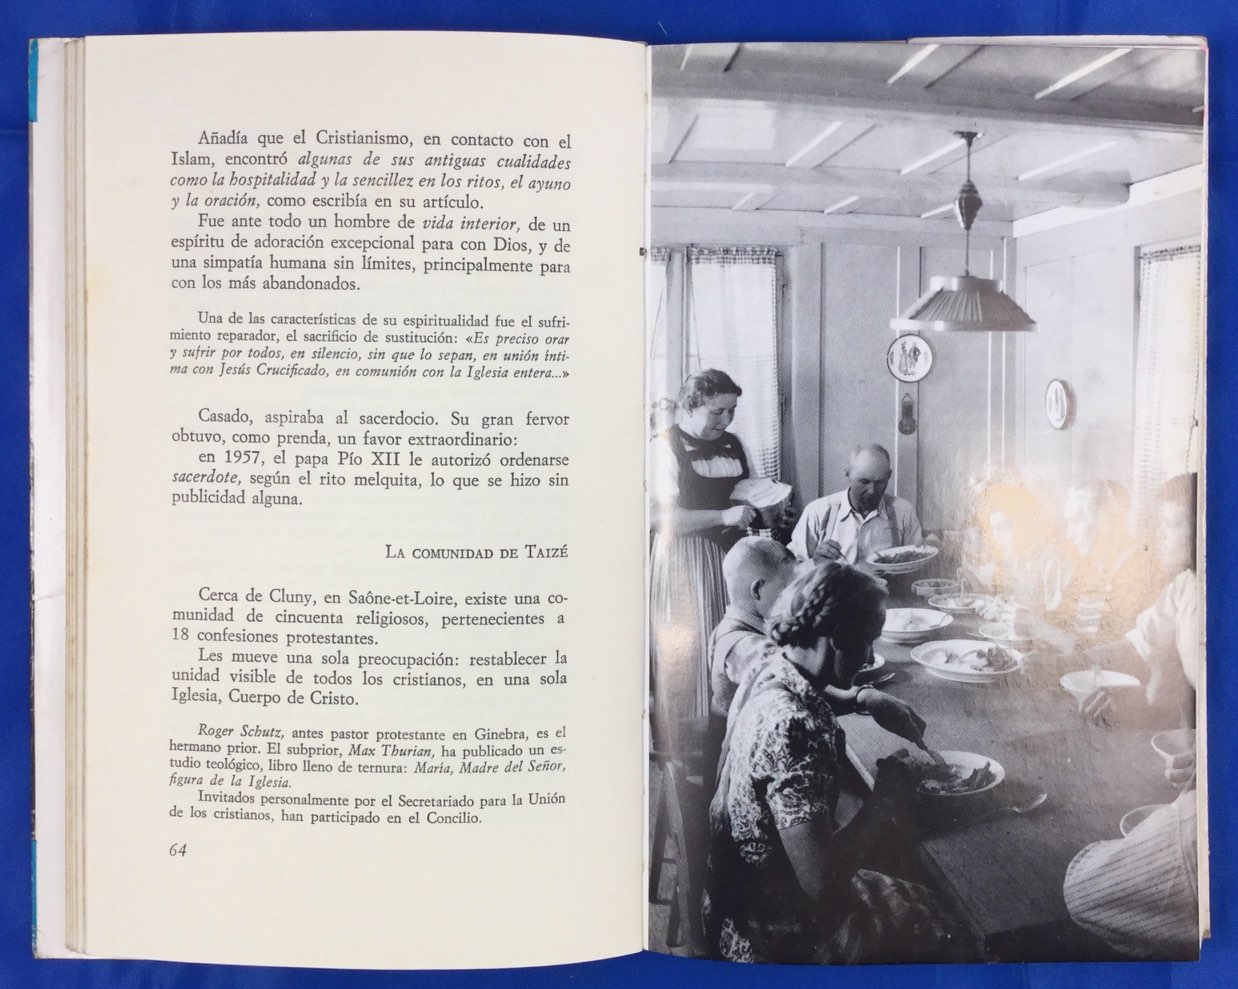 Añadía que el Cristianismo, en contacto con el
Islam, encontró algunas de sus antiguas cualidades
como la hospitalidad y la sencillez en los ritos, el ayuno
y la oración, como escribía en su artículo.
Fue ante todo un hombre de vida interior, de un
espíritu de adoración excepcional para con Dios, y de
una simpatía humana sin límites, principalmente para
con los más abandonados.
Una de las características de su espiritualidad fue el sufri-
miento reparador, el sacrificio de sustitución: «Es preciso orar
y sufrir por todos, en silencio, sin que lo sepan, en unión ínti-
ma con Jesús Crucificado, en comunión con la Iglesia entera...»
Casado, aspiraba al sacerdocio. Su gran fervor
obtuvo, como prenda, un favor extraordinario:
en 1957, el papa Pío XII le autorizó ordenarse
sacerdote, según el rito melquita, lo que se hizo sin
publicidad alguna.
La comunidad de Taizé
Cerca de Cluny, en Saône-et-Loire, existe una co-
munidad de cincuenta religiosos, pertenecientes a
18 confesiones protestantes.
Les mueve una sola preocupación: restablecer la
unidad visible de todos los cristianos, en una sola
Iglesia, Cuerpo de Cristo.
Roger Schutz, antes pastor protestante en Ginebra, es el
hermano prior. El subprior, Max Thurian, ha publicado un es-
tudio teológico, libro lleno de ternura: María, Madre del Señor,
figura de la Iglesia.
Invitados personalmente por el Secretariado para la Unión
de los cristianos, han participado en el Concilio.
64